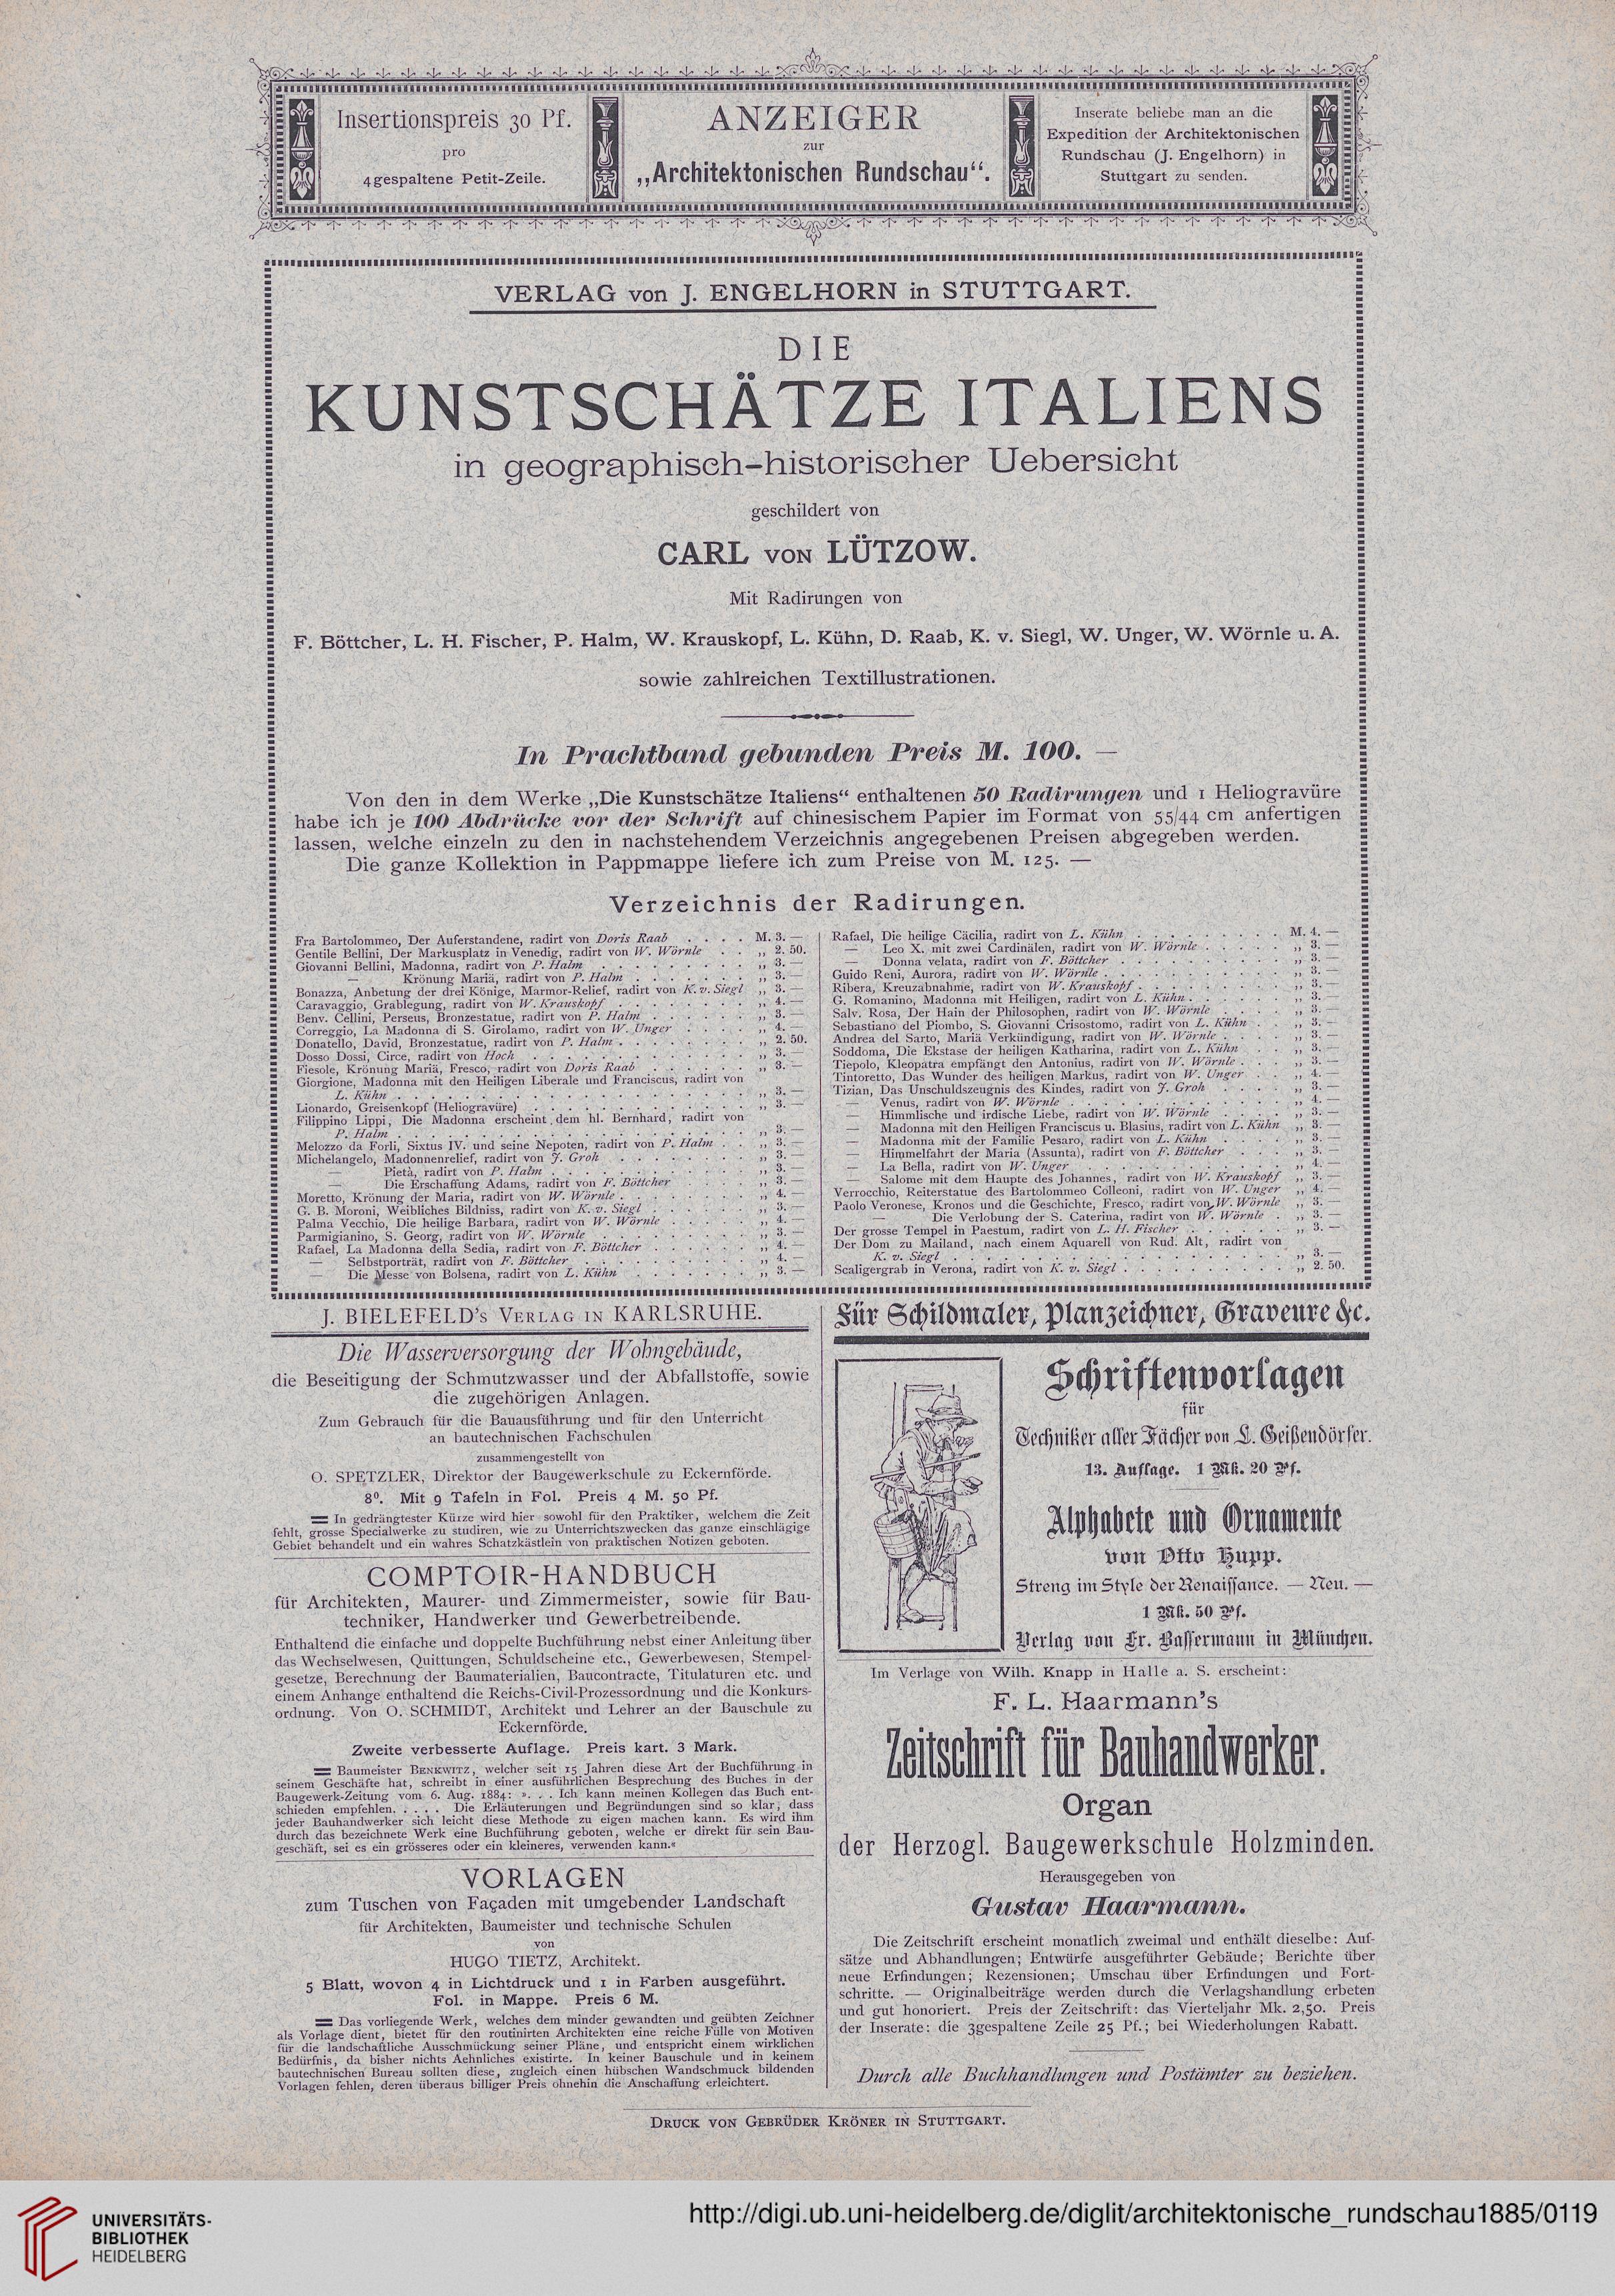 Insertionspreis 30 Pf.
pro
4gespaltene Petit-Zeile.
ANZEIGER
zur
„Architektonischen Rundschau“.
Inserate beliebe man an die
Expedition der Architektonischen
Rundschau (J. Engelhorn) in
Stuttgart zu senden.
VERLAG von J. ENGELHORN in STUTTGART.
DIE
KUNSTSCHÄTZE ITALIENS
in geographisch-historischer Uebersicht
geschildert von
CARL VON LÜTZOW.
Mit Radirungen von
F. Böttcher, L. H. Fischer, P. Halm, W. Krauskopf, L. Kühn, D. Raab, K. v. Siegl, W. Unger, W. Wörnle u. A.
sowie zahlreichen Textillustrationen.
In Prachtband gebunden Preis M. 100. —
Von den in dem Werke „Die Kunstschätze Italiens“ enthaltenen 50 Radirungen und 1 Heliogravüre
habe ich je 100 Abdrücke vor der Schrift auf chinesischem Papier im Format von 55/44 cm anfertigen
lassen, welche einzeln zu den in nachstehendem Verzeichnis angegebenen Preisen abgegeben werden.
Die ganze Kollektion in Pappmappe liefere ich zum Preise von M. 125. —
Verzeichnis der Radirungen.
Fra Bartolommeo, Der Auferstandene, radirt von Doris Raab . . . . M. 3. —
Gentile Bellini, Der Markusplatz in Venedig, radirt von W. Wörnle . . „ 2. 50.
Giovanni Bellini, Madonna, radirt von P. Halm . . . . . . . . „ 3. —
— Krönung Mariä, radirt von P. Halm . . . . . . „ 3. —
Bonazza, Anbetung der drei Könige, Marmor-Relief, radirt von K. v. Siegl „ 3. —
Caravaggio, Grablegung, radirt von W. Krauskopf . . . . . . . „ 4. —
Benv. Cellini, Perseus, Bronzestatue, radirt von P. Halm . . . . . „ 3. —
Correggio, La Madonna di S. Girolamo, radirt von W. Unger . . . . „ 4. —
Donatello, David, Bronzestatue, radirt von P. Halm . . . . . . . „ 2. 50.
Dosso Dossi, Circe, radirt von Hoch . . . . . . . . . . . . „ 3. —
Fiesole, Krönung Mariä, Fresco, radirt von Doris Raab . . . . . . „ 3. —
Giorgione, Madonna mit den Heiligen Liberale und Franciscus, radirt von
L. Kühn . . . . . . . . . . . . . . . . . . „ 3. —
Lionardo, Greisenkopf (Heliogravüre) . . . . . . . . . . . . „ 3. —
Filippino Lippi, Die Madonna erscheint dem hl. Bernhard, radirt von
P. Halm . . . . . . . . . . . . . . . . . . „ 3. —
Melozzo da Forli, Sixtus IV. und seine Nepoten, radirt von P. Halm . . „ 3. —
Michelangelo, Madonnenrelief, radirt von J. Groh . . . . . . . „ 3. —
Pietà, radirt von P. Halm . . . . . . . . . . . „ 3. —
— Die Erschaffung Adams, radirt von F. Böttcher . . . . „ 3. —
Moretto, Krönung der Maria, radirt von W. Wörnle . . . . . . . „ 4. —
G. B. Moroni, Weibliches Bildniss, radirt von K. v. Siegl . . . . . „ 3. —
Palma Vecchio, Die heilige Barbara, radirt von W. Wörnle . . . . . „ 4. —
Parmigianino, S. Georg, radirt von W. Wörnle . . . . . . . . . „ 3. —
Rafael, La Madonna della Sedia, radirt von F. Böttcher . . . . . . „ 4. —
— Selbstporträt, radirt von F. Böttcher . . . . . . . . . . „ 4. —
— Die Messe von Bolsena, radirt von L. Kühn . . . . . . . „ 3. —
Rafael, Die heilige Cäcilia, radirt von L. Kühn . . . . . . . . . M. 4. —
— Leo X. mit zwei Cardinälen, radirt von W. Wörnle . . . . . „ 3. —
— Donna velata, radirt von F. Böttcher . . . . . . . . . „ 3. —
Guido Reni, Aurora, radirt von W. Wörnle . . . . . . . . . . „ 3. —
Ribera, Kreuzabnahme, radirt von W. Krauskopf . . . . . . . . „ 3. —
G. Romanino, Madonna mit Heiligen, radirt von L. Kühn . . . . . „ 3. —
Salv. Rosa, Der Hain der Philosophen, radirt von W. Wörnle . . . . „ 3. —
Sebastiano del Piombo, S. Giovanni Crisostomo, radirt von L. Kühn . . „ 3. —
Andrea del Sarto, Mariä Verkündigung, radirt von W. Wörnle . . . . „ 3. —
Soddoma, Die Ekstase der heiligen Katharina, radirt von L. Kühn . . „ 3. —
Tiepolo, Kleopatra empfängt den Antonius, radirt von W. Wörnle . . . „ 3. —
Tintoretto, Das Wunder des heiligen Markus, radirt von W. Unger . . „ 4. —
Tizian, Das Unschuldszeugnis des Kindes, radirt von J. Groh . . . . „ 3. —
— Venus, radirt von W. Wörnle . . . . . . . . . . . . „ 4. —
— Himmlische und irdische Liebe, radirt von W. Wörnle . . . . „ 3. —
— Madonna mit den Heiligen Franciscus u. Blasius, radirt von L. Kühn „ 3. —
— Madonna mit der Familie Pesaro, radirt von L. Kühn . . . . „ 3. —
— Himmelfahrt der Maria (Assunta), radirt von F. Böttcher . . . „ 3. —
— La Bella, radirt von W. Unger . . . . . . . . . . . „ 4. —
— Salome mit dem Haupte des Johannes, radirt von W. Krauskopf „ 3. —
Verrocchio, Reiterstatue des Bartolommeo Colleoni, radirt von W. Unger „ 4. —
Paolo Veronese, Kronos und die Geschichte, Fresco, radirt von W. Wörnle „ 3. —
— Die Verlobung der S. Caterina, radirt von W. Wörnle . „ 3. —
Der grosse Tempel in Paestum, radirt von L. H. Fischer . . . . . . „ 3. —
Der Dom zu Mailand, nach einem Aquarell von Rud. Alt, radirt von
K. v. Siegl . . . . . . . . . . . . . . . . . „ 3. —
Scaligergrab in Verona, radirt von K. v. Siegl . . . . . . . . . „ 2. 50.
J. BIELEFELD's VERLAG IN KARLSRUHE.
Die Wasserversorgung der Wohngebäude,
die Beseitigung der Schmutzwasser und der Abfallstoffe, sowie
die zugehörigen Anlagen.
Zum Gebrauch für die Bauausführung und für den Unterricht
an bautechnischen Fachschulen
zusammengestellt von
O. SPETZLER, Direktor der Baugewerkschule zu Eckernförde.
8⁰. Mit 9 Tafeln in Fol. Preis 4 M. 50 Pf.
In gedrängtester Kürze wird hier sowohl für den Praktiker, welchem die Zeit
fehlt, grosse Specialwerke zu studiren, wie zu Unterrichtszwecken das ganze einschlägige
Gebiet behandelt und ein wahres Schatzkästlein von praktischen Notizen geboten.
COMPTOIR-HANDBUCH
für Architekten, Maurer- und Zimmermeister, sowie für Bau-
techniker, Handwerker und Gewerbetreibende.
Enthaltend die einfache und doppelte Buchführung nebst einer Anleitung über
das Wechselwesen, Quittungen, Schuldscheine etc., Gewerbewesen, Stempel-
gesetze, Berechnung der Baumaterialien, Baucontracte, Titulaturen etc. und
einem Anhange enthaltend die Reichs-Civil-Prozessordnung und die Konkurs-
ordnung. Von O. SCHMIDT, Architekt und Lehrer an der Bauschule zu
Eckernförde.
Zweite verbesserte Auflage. Preis kart. 3 Mark.
Baumeister BENKWITZ, welcher seit 15 Jahren diese Art der Buchführung in
seinem Geschäfte hat, schreibt in einer ausführlichen Besprechung des Buches in der
Baugewerk-Zeitung vom 6. Aug. 1884: ». . . Ich kann meinen Kollegen das Buch ent-
schieden empfehlen. . . . . Die Erläuterungen und Begründungen sind so klar, dass
jeder Bauhandwerker sich leicht diese Methode zu eigen machen kann. Es wird ihm
durch das bezeichnete Werk eine Buchführung geboten, welche er direkt für sein Bau-
geschäft, sei es ein grösseres oder ein kleineres, verwenden kann.«
VORLAGEN
zum Tuschen von Façaden mit umgebender Landschaft
für Architekten, Baumeister und technische Schulen
von
HUGO TIETZ, Architekt.
5 Blatt, wovon 4 in Lichtdruck und 1 in Farben ausgeführt.
Fol. in Mappe. Preis 6 M.
Das vorliegende Werk, welches dem minder gewandten und geübten Zeichner
als Vorlage dient, bietet für den routinirten Architekten eine reiche Fülle von Motiven
für die landschaftliche Ausschmückung seiner Pläne, und entspricht einem wirklichen
Bedürfnis, da bisher nichts Aehnliches existirte. In keiner Bauschule und in keinem
bautechnischen Bureau sollten diese, zugleich einen hübschen Wandschmuck bildenden
Vorlagen fehlen, deren überaus billiger Preis ohnehin die Anschaffung erleichtert.
Für Schildmaler, Planzeichner, Graveure &c.
Schriftenvorlagen
für
Techniker aller Fächer von L. Geißendörfer.
13. Auflage. 1 Mk. 20 Pf.
Alphabete und Ornamente
von Otto Hupp.
Streng im Style der Renaissance. — Neu. —
1 Mk. 50 Pf.
Verlag von Fr. Bassermann in München.
Im Verlage von Wilh. Knapp in Halle a. S. erscheint:
F. L. Haarmann's
Zeitschrift für Bauhandwerker.
Organ
der Herzogl. Baugewerkschule Holzminden.
Herausgegeben von
Gustav Haarmann.
Die Zeitschrift erscheint monatlich zweimal und enthält dieselbe: Auf-
sätze und Abhandlungen; Entwürfe ausgeführter Gebäude; Berichte über
neue Erfindungen; Rezensionen; Umschau über Erfindungen und Fort-
schritte. — Originalbeiträge werden durch die Verlagshandlung erbeten
und gut honoriert. Preis der Zeitschrift: das Vierteljahr Mk. 2,50. Preis
der Inserate: die 3gespaltene Zeile 25 Pf.; bei Wiederholungen Rabatt.
Durch alle Buchhandlungen und Postämter zu beziehen.
DRUCK VON GEBRÜDER KRÖNER IN STUTTGART.
UNIVERSITÄTS-
BIBLIOTHEK
HEIDELBERG
http://digi.ub.uni-heidelberg.de/diglit/architektonische_rundschau1885/0119